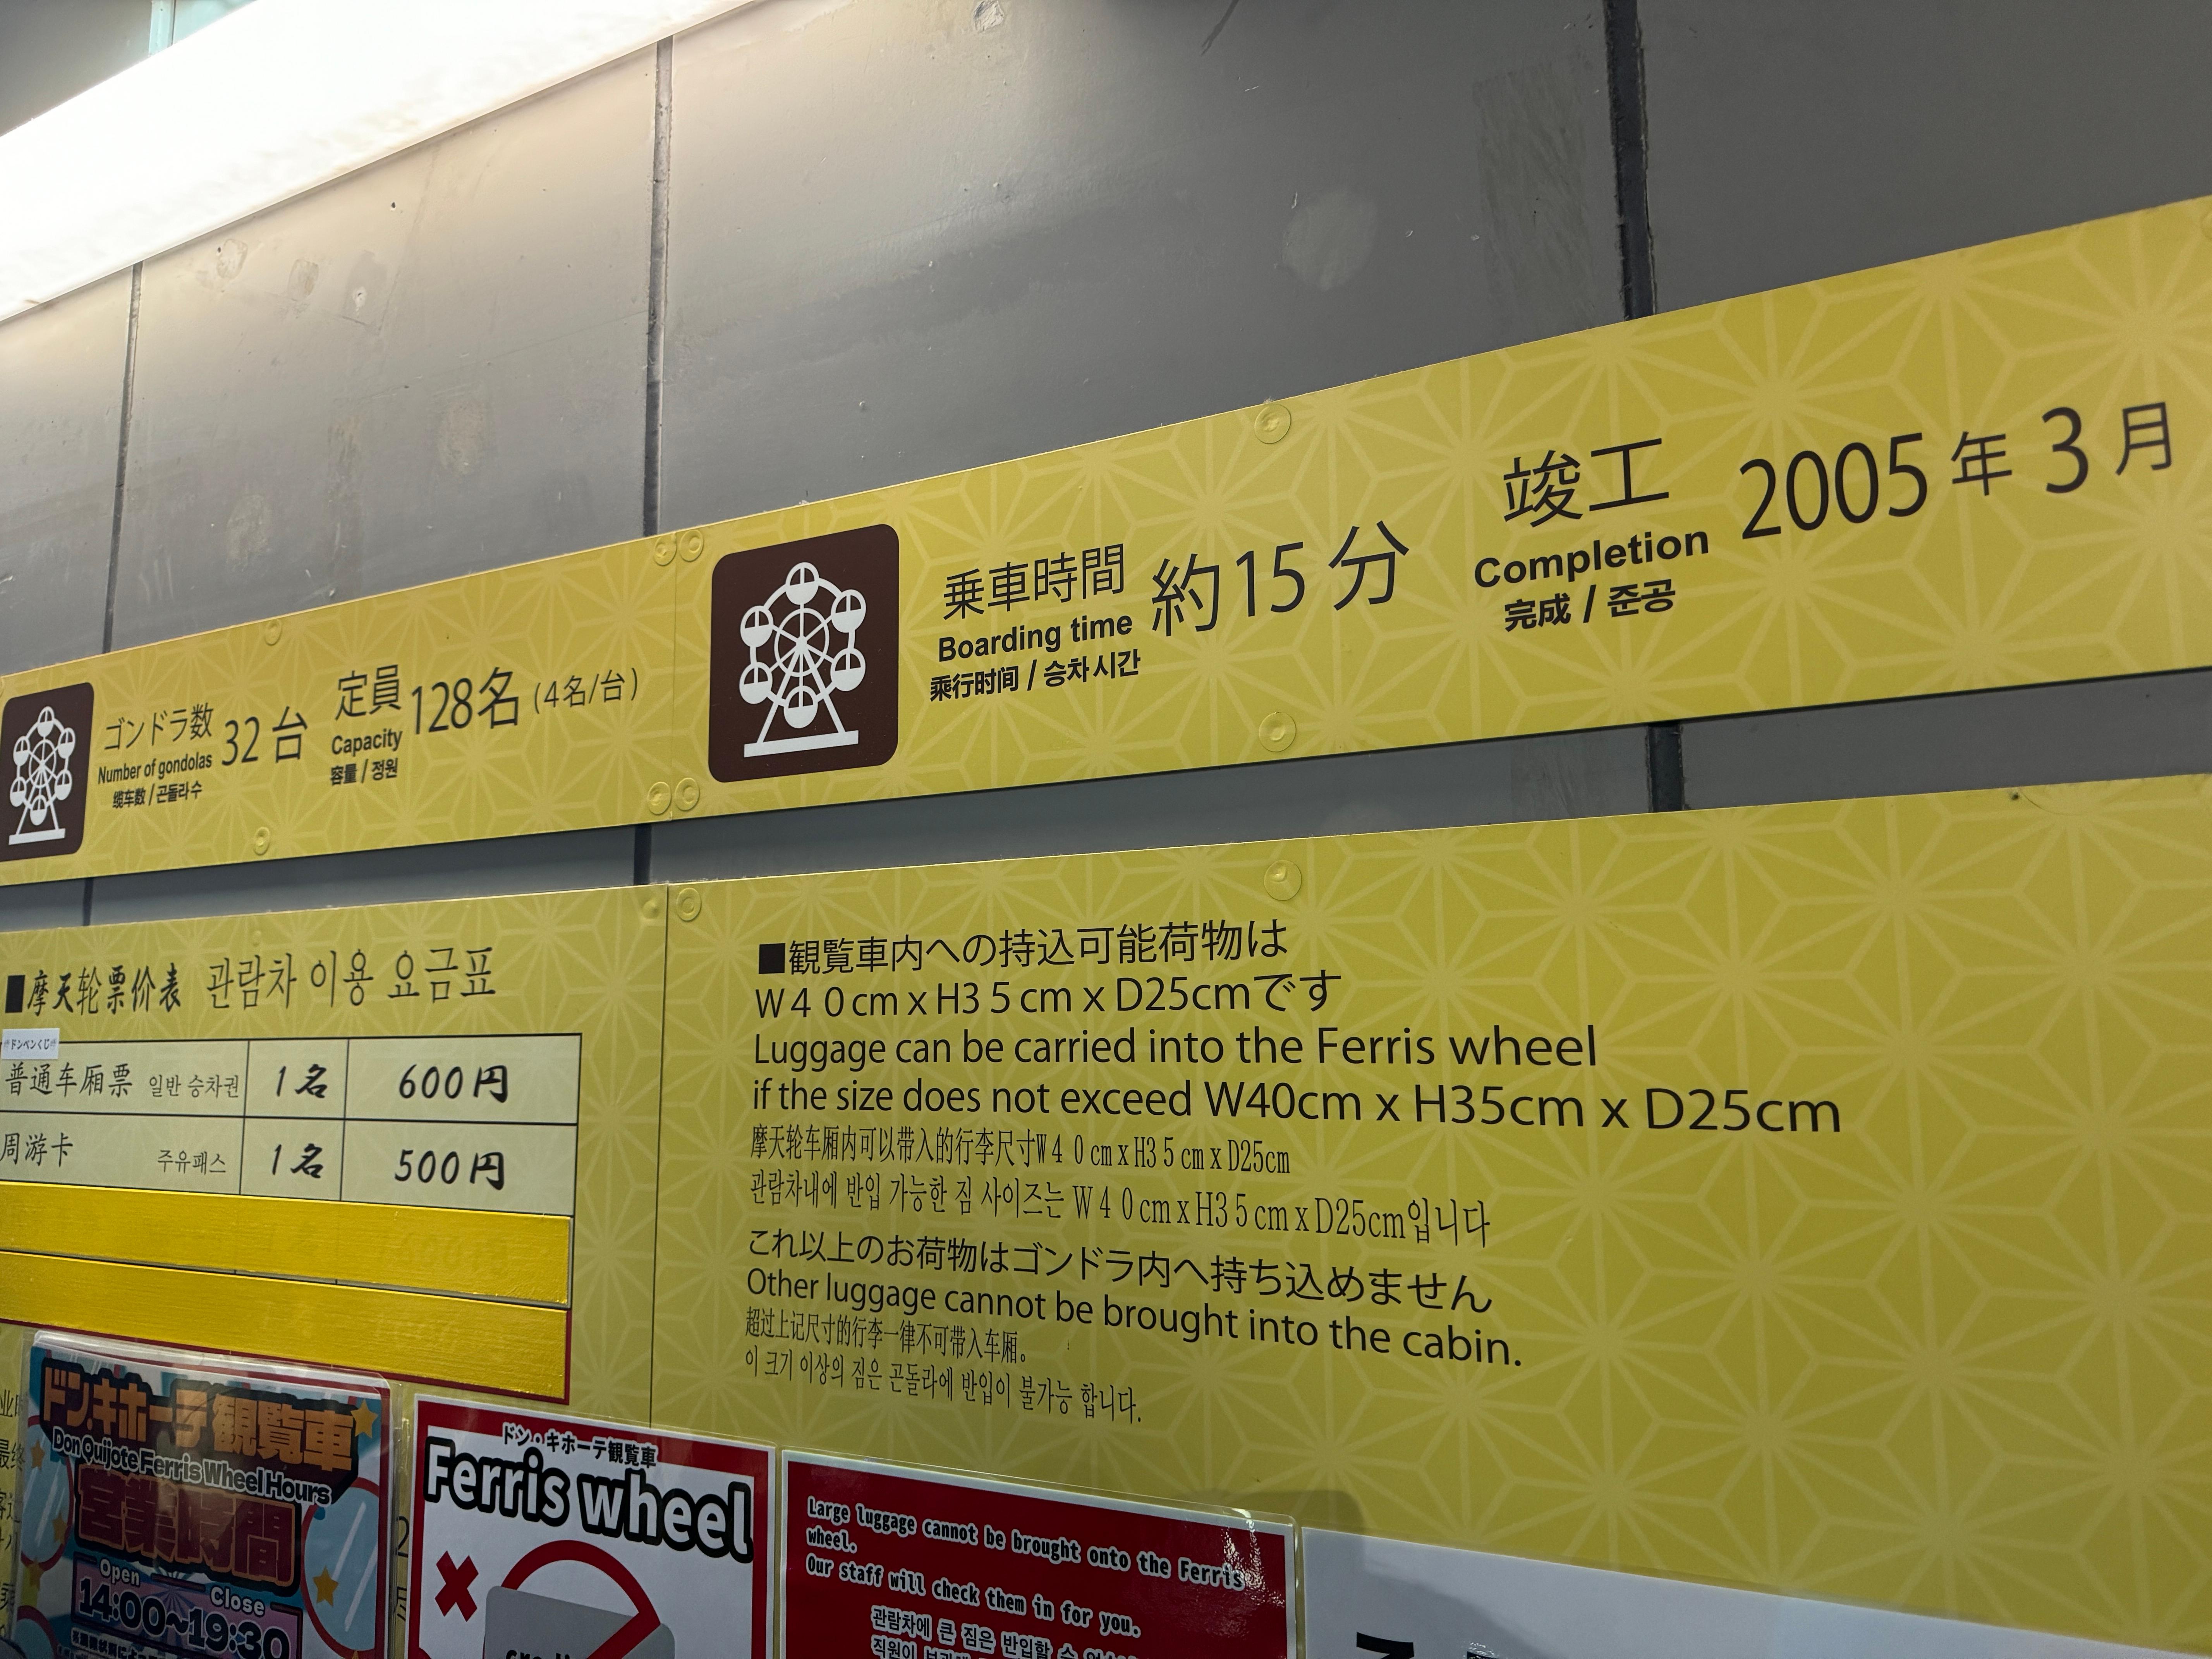 ゴンドラ数 32台
Number of gondolas
缆车数 / 곤돌라 수
定員 128名 (4名/台)
Capacity
容量 / 정원
乗車時間 約15分
Boarding time
乘行时间 / 승차 시간
竣工 2005年3月
Completion
完成 / 준공
■摩天轮票价表 관람차 이용 요금표
ドンペンくじ
普通车厢票 일반 승차권 1名 600円
周游卡 주유패스 1名 500円
■観覧車内への持込可能荷物は
W40cm x H35cm x D25cmです
Luggage can be carried into the Ferris wheel
if the size does not exceed W40cm x H35cm x D25cm
摩天轮车厢内可以带入的行李尺寸W40cm x H35cm x D25cm
관람차내에 반입 가능한 짐 사이즈는 W40cm x H35cm x D25cm입니다
これ以上のお荷物はゴンドラ内へ持ち込めません
Other luggage cannot be brought into the cabin.
超过上记尺寸的行李一律不可带入车厢。
이 크기 이상의 짐은 곤돌라에 반입이 불가능 합니다.
ドン.キホーテ観覧車
Don Quijote Ferris Wheel Hours
営業時間
Open Close
14:00~19:30
ドン・キホーテ観覧車
Ferris wheel
Large luggage cannot be brought onto the Ferris
wheel.
Our staff will check them in for you.
관람차에 큰 짐은 반입할 수
직원이